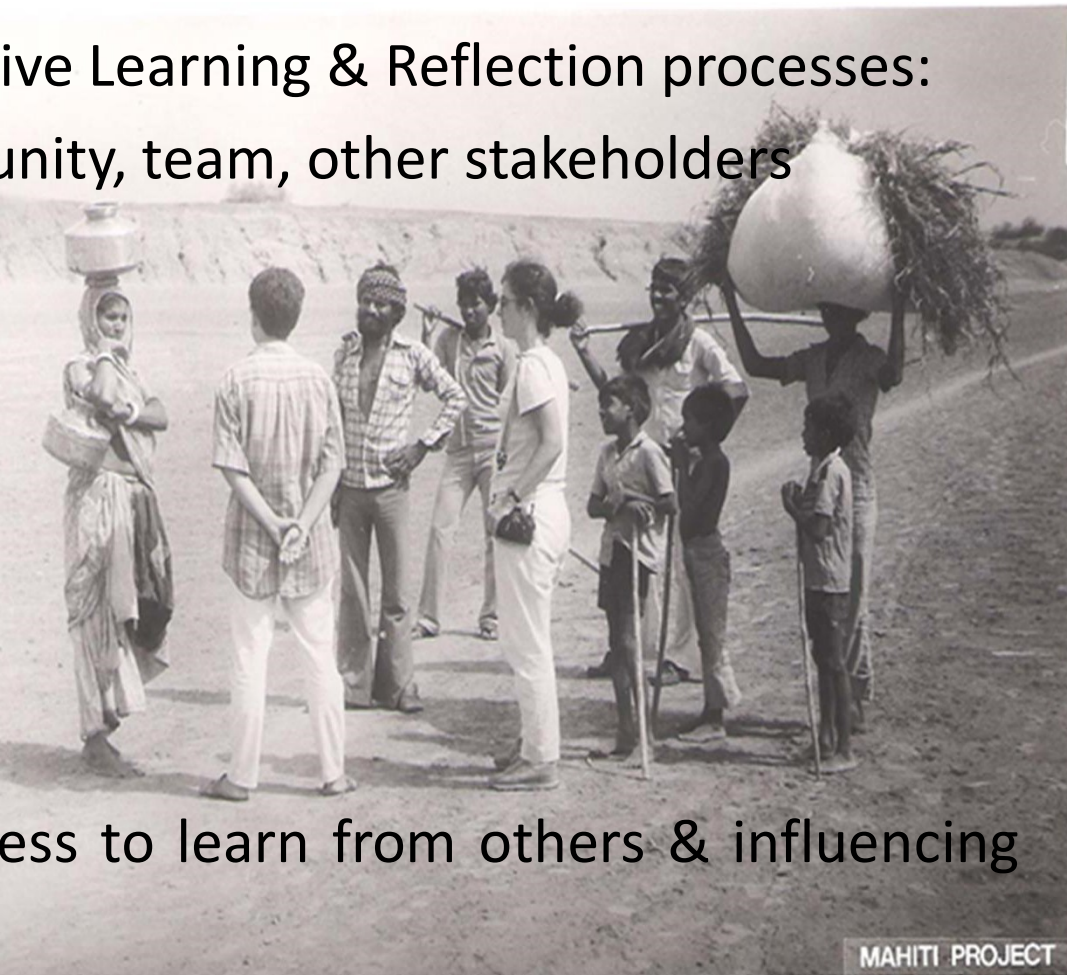 ive Learning & Reflection processes:
unity, team, other stakeholders
ess to learn from others & influencing
MAHITI PROJECT